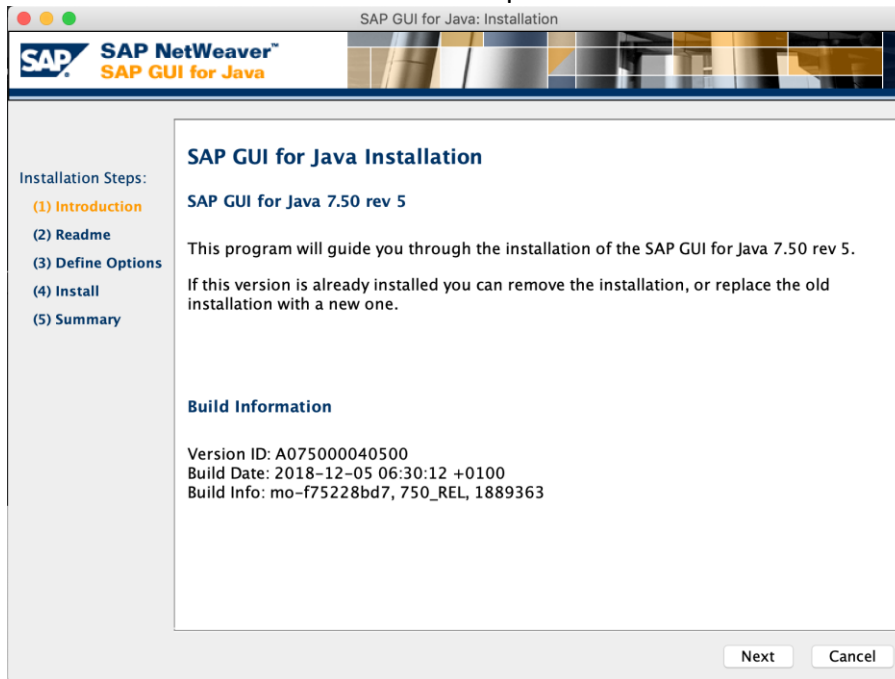 SAP GUI for Java: Installation
SAP
SAP NetWeaver™
SAP GUI for Java
Installation Steps:
(1) Introduction
(2) Readme
(3) Define Options
(4) Install
(5) Summary
SAP GUI for Java Installation
SAP GUI for Java 7.50 rev 5
This program will guide you through the installation of the SAP GUI for Java 7.50 rev 5.
If this version is already installed you can remove the installation, or replace the old
installation with a new one.
Build Information
Version ID: A075000040500
Build Date: 2018-12-05 06:30:12 +0100
Build Info: mo-f75228bd7, 750_REL, 1889363
Next
Cancel